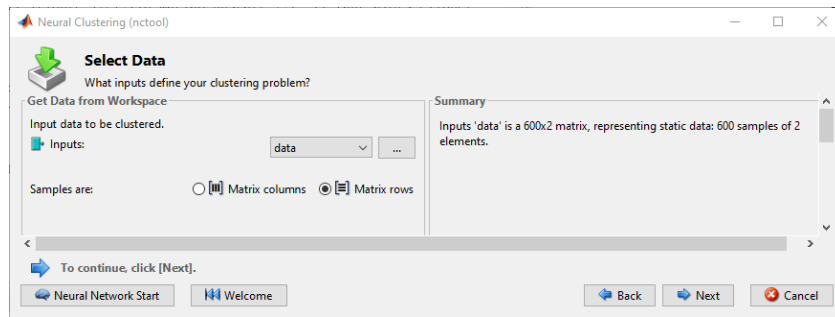 Neural Clustering (nctool)
Select Data
What inputs define your clustering problem?
Get Data from Workspace
Input data to be clustered.
Inputs:
data
...
Samples are:
Matrix columns
Matrix rows
Summary
Inputs 'data' is a 600x2 matrix, representing static data: 600 samples of 2
elements.
To continue, click [Next].
Neural Network Start
Welcome
Back
Next
Cancel